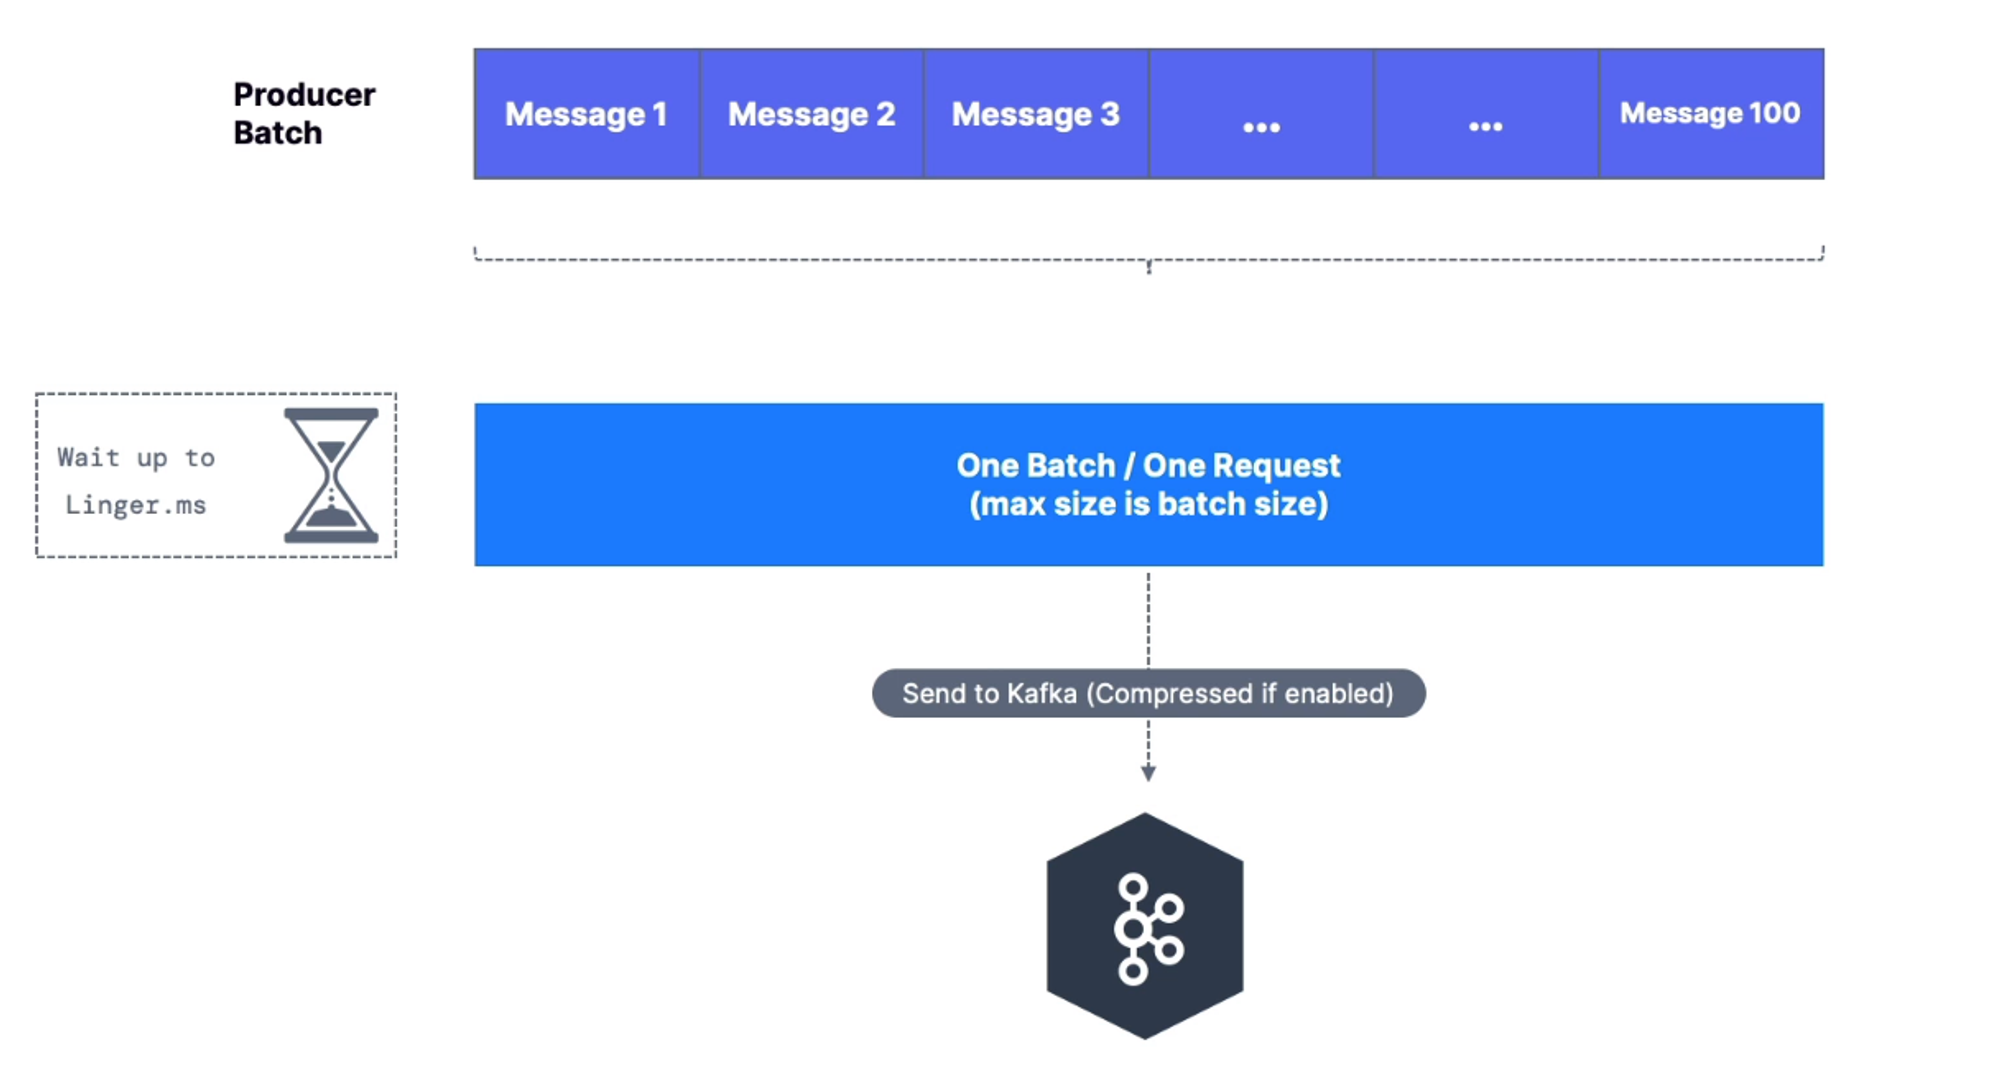 Producer
Batch
Message 1
Message 2
Message 3
...
...
Message 100
Wait up to
Linger.ms
One Batch / One Request
(max size is batch size)
Send to Kafka (Compressed if enabled)